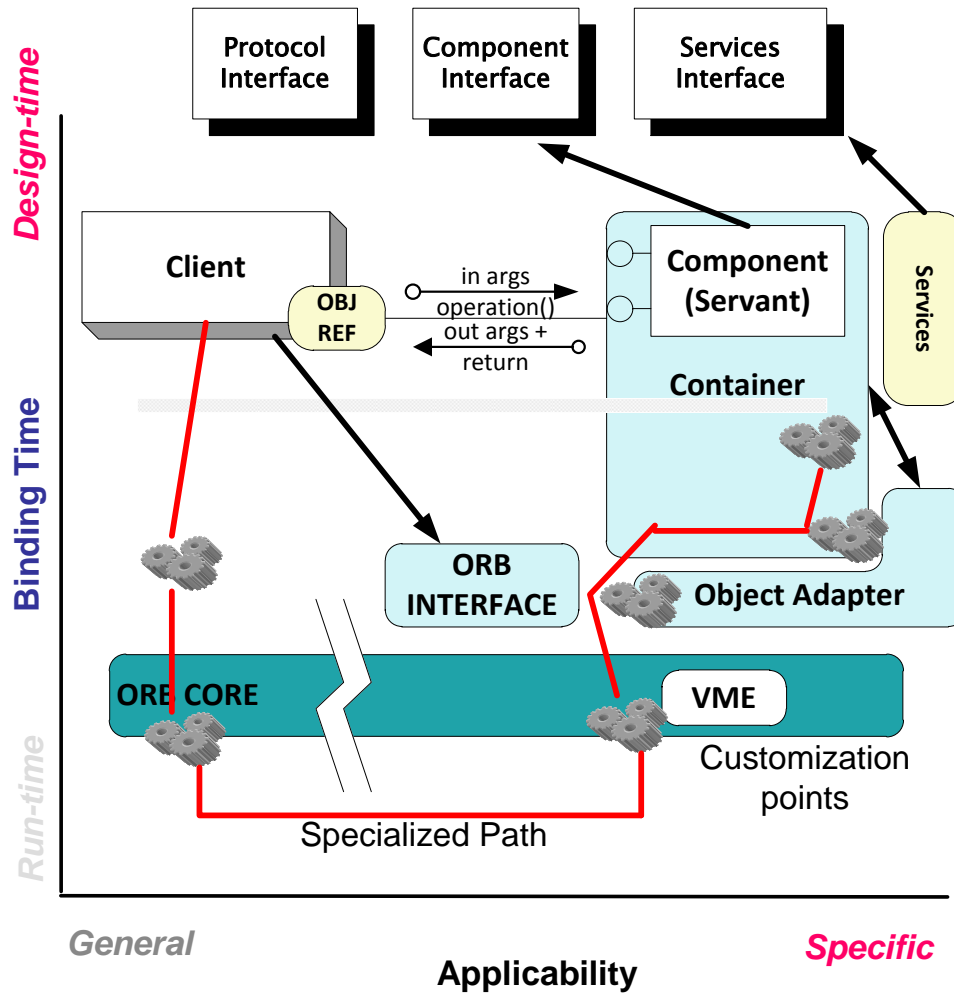 Protocol
Interface
Component
Interface
Services
Interface
Design-time
Client
OBJ
REF
in args
operation()
out args +
return
Component
(Servant)
Services
Container
Binding Time
ORB
INTERFACE
Object Adapter
ORB CORE
VME
Customization
points
Run-time
Specialized Path
General
Specific
Applicability